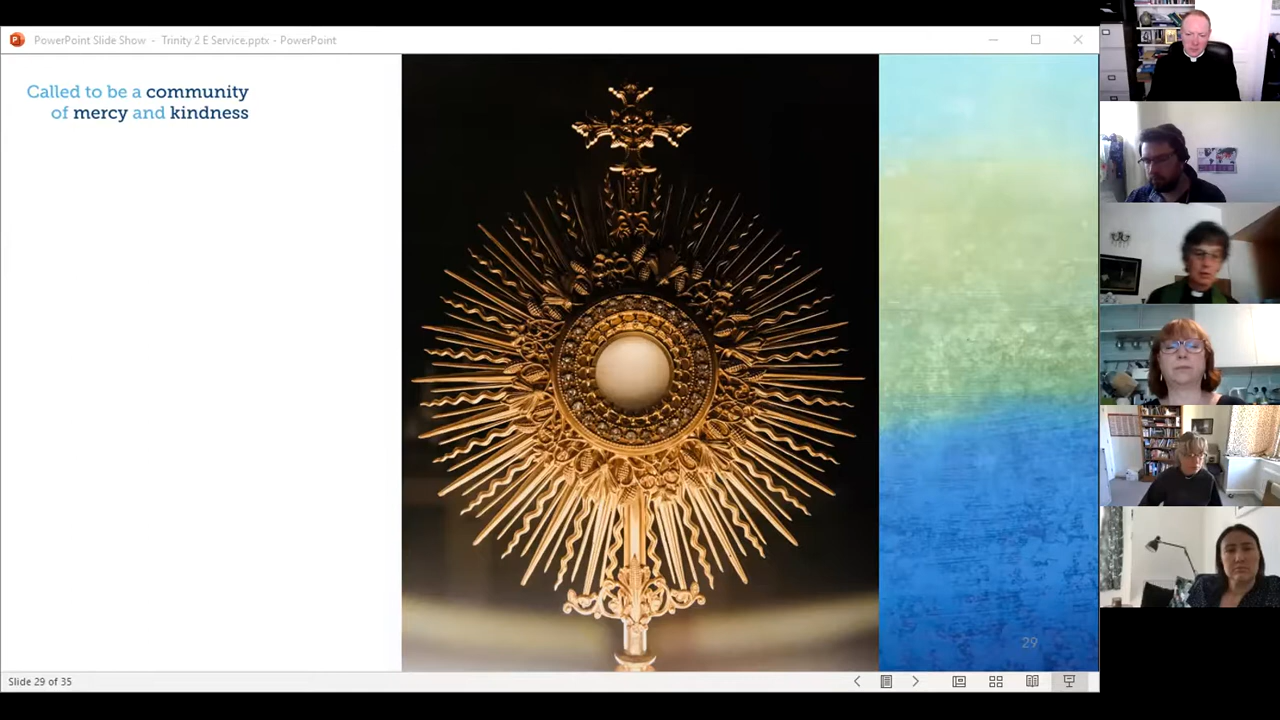 PowerPoint Slide Show - Trinity 2 E Service.pptx - PowerPoint
Called to be a community
of mercy and kindness
29
Slide 29 of 35